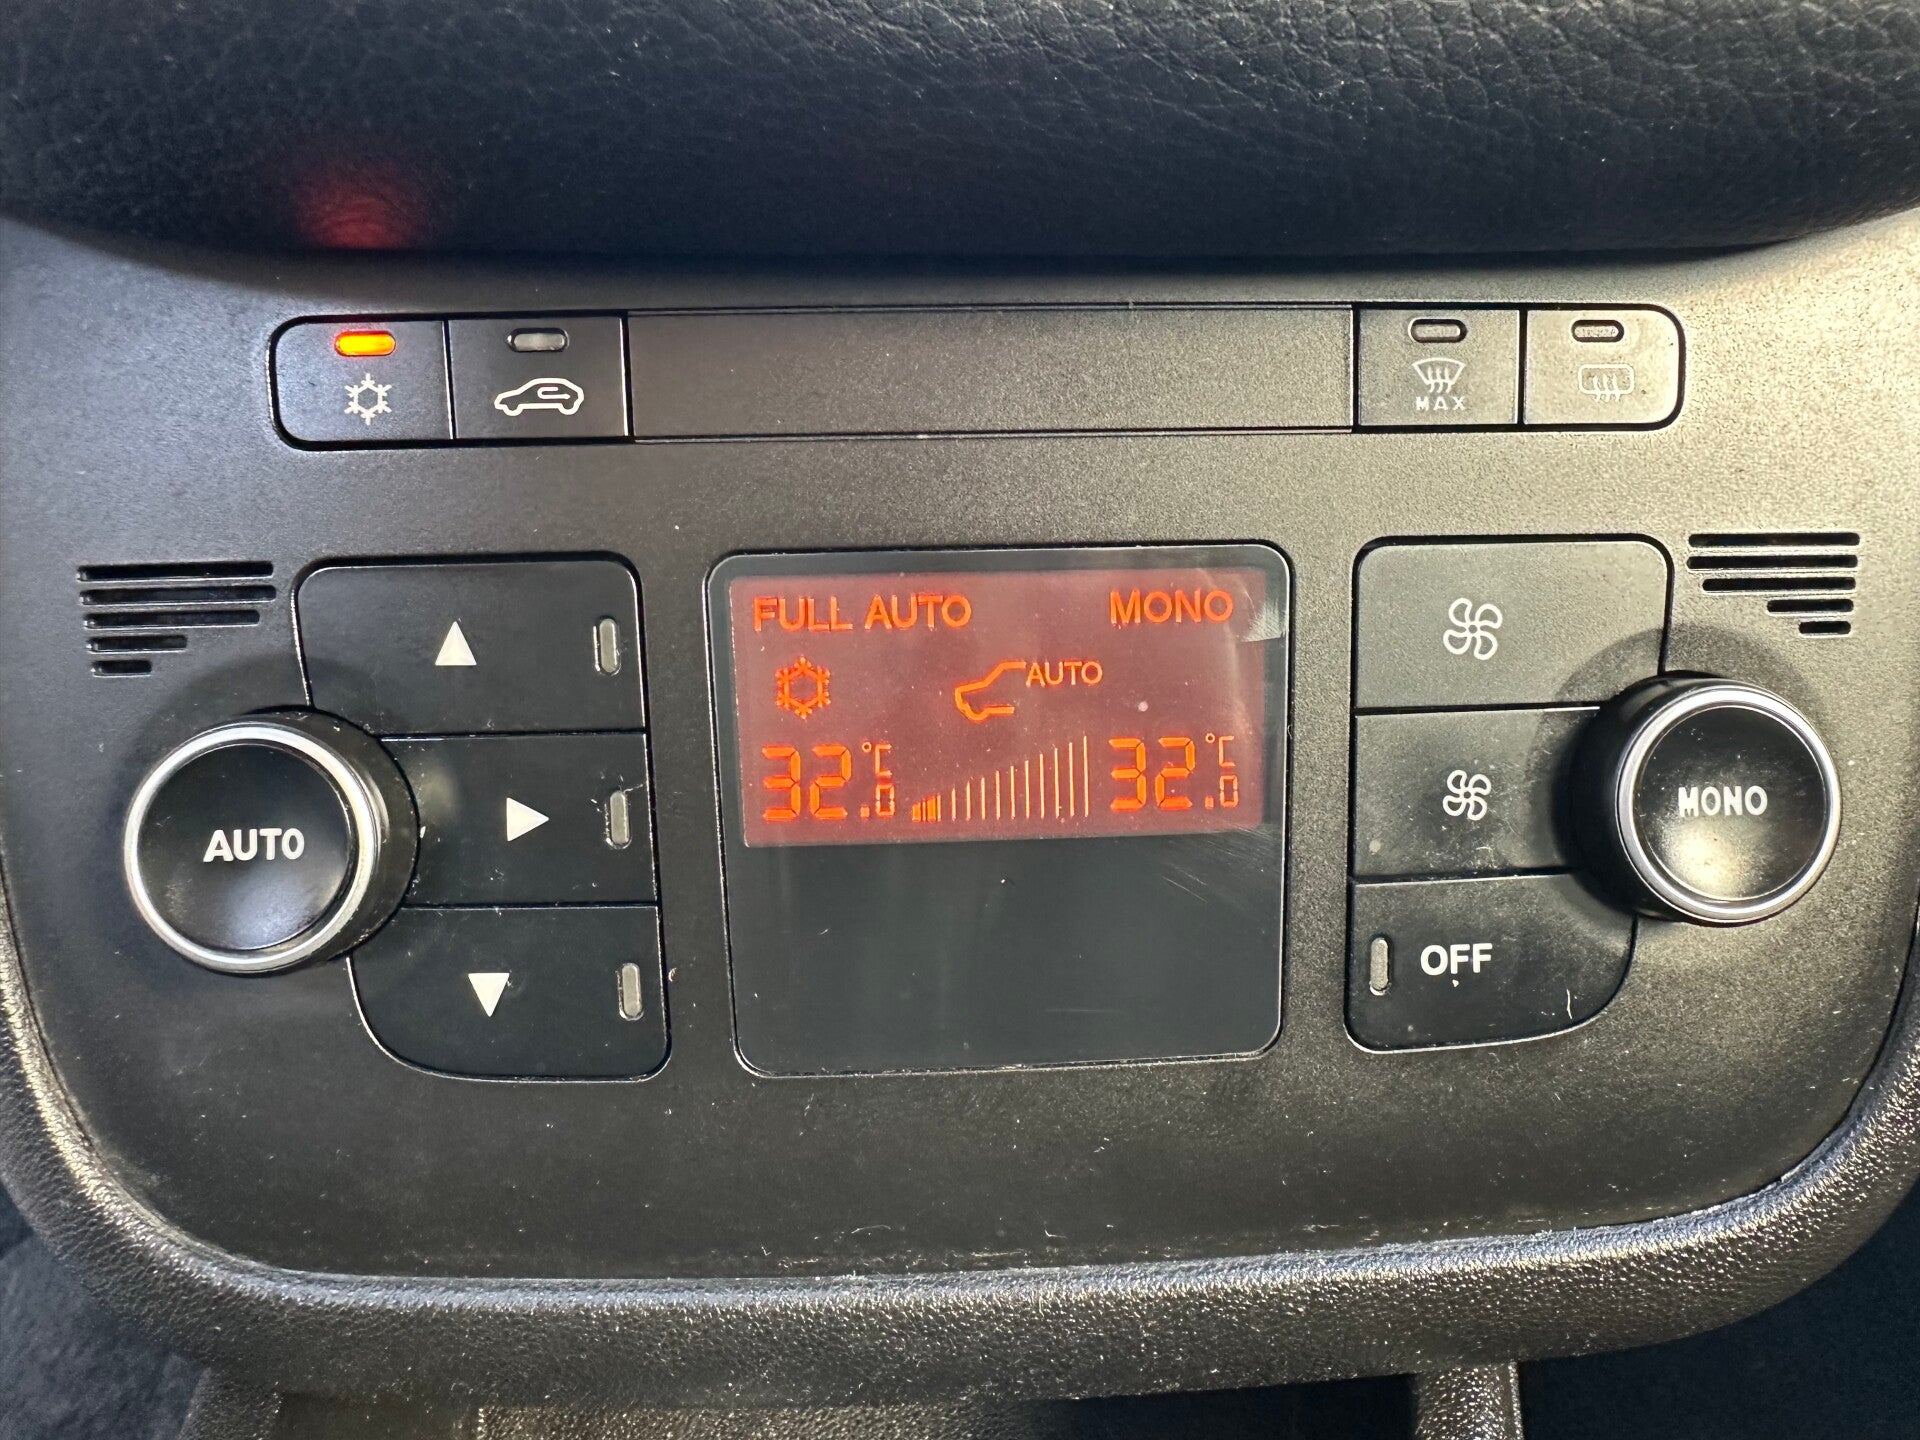 MAX
FULL AUTO MONO
AUTO
32.0 °C 32.0 °C
AUTO
MONO
OFF